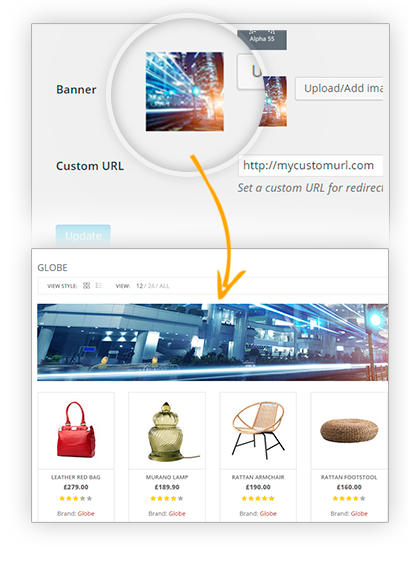 Alpha 55
U
Banner
Upload/Add ima
Custom URL
http://mycustomurl.com
Set a custom URL for redirect
Update
GLOBE
VIEW STYLE: VIEW: 12 / 24 / ALL
LEATHER RED BAG
£279.00
Brand: Globe
MURANO LAMP
£189.90
Brand: Globe
RATTAN ARMCHAIR
£190.00
Brand: Globe
RATTAN FOOTSTOOL
£160.00
Brand: Globe